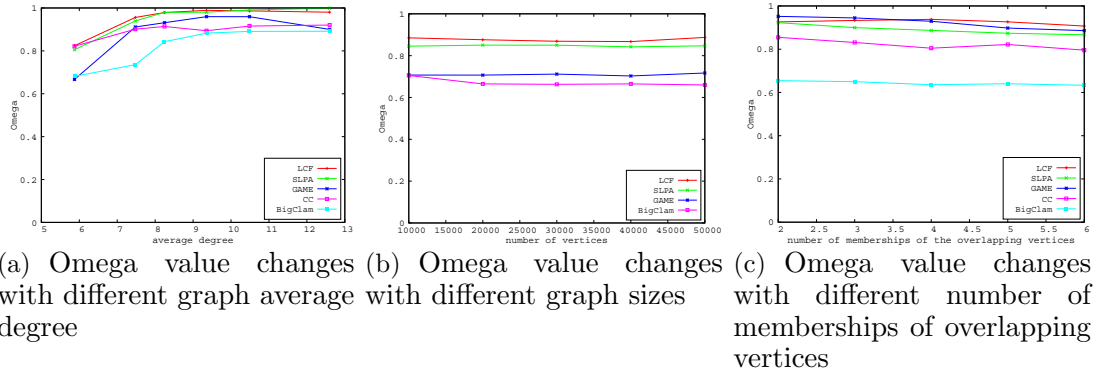 1
0.8
0.6
0.4
0.2
0
Omega
5 6 7 8 9 10 11 12 13
average degree
LCF
SLPA
GAME
CC
BigClam
1
0.8
0.6
0.4
0.2
0
Omega
10000 15000 20000 25000 30000 35000 40000 45000 50000
number of vertices
LCF
SLPA
GAME
BigClam
1
0.8
0.6
0.4
0.2
0
Omega
2 2.5 3 3.5 4 4.5 5 5.5 6
number of memberships of the overlapping vertices
LCF
SLPA
GAME
CC
BigClam
(a) Omega value changes
with different graph average
degree
(b) Omega value changes
with different graph sizes
(c) Omega value changes
with different number of
memberships of overlapping
vertices